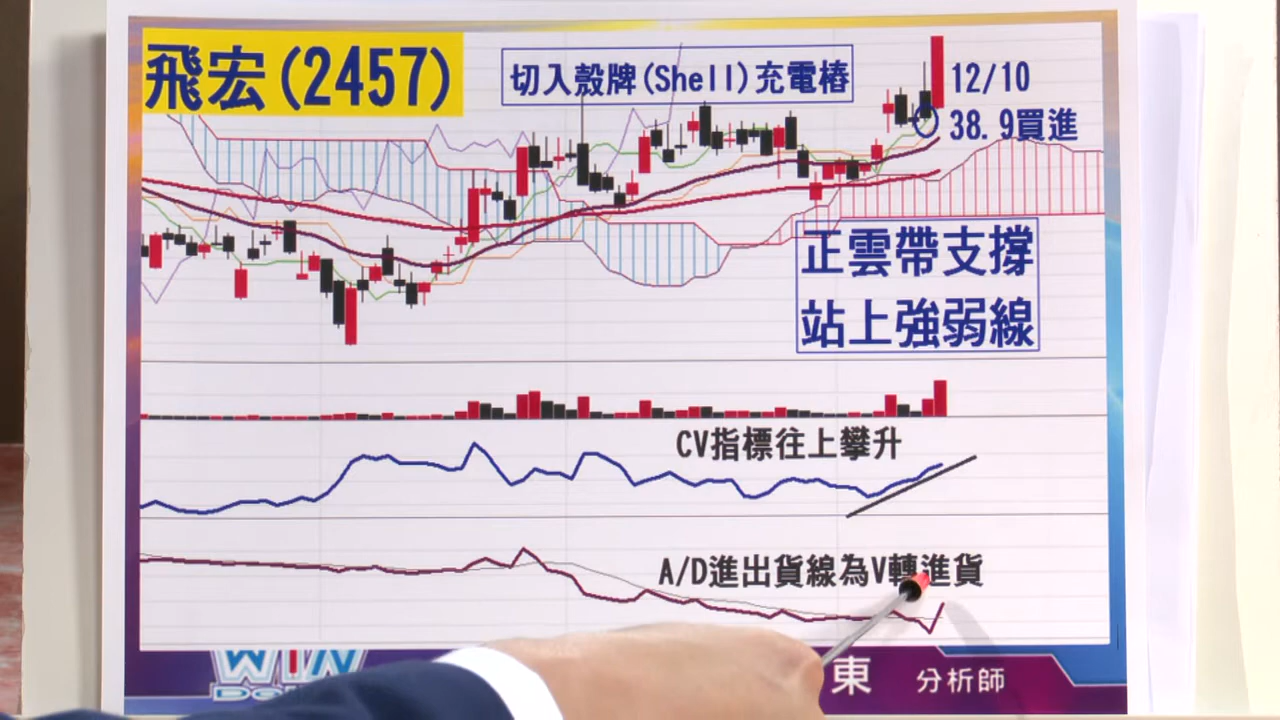 飛宏(2457)
切入殼牌(Shell)充電樁
12/10
38.9買進
正雲帶支撐
站上強弱線
CV指標往上攀升
A/D進出貨線為V轉進貨
WIN
東 分析師